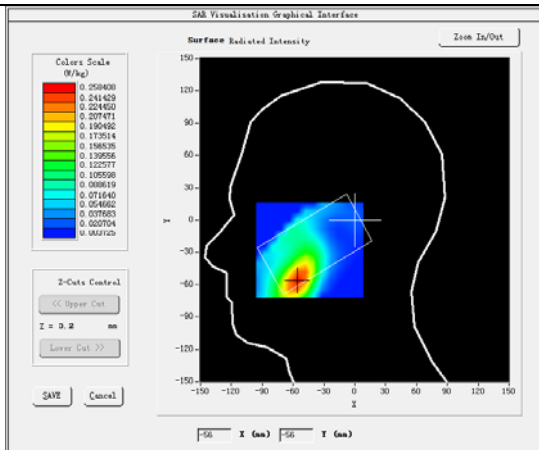 SAR Visualisation Graphical Interface
Surface Radiated Intensity
Zoom In/Out
Colors Scale
(W/kg)
0.258408
0.241429
0.224450
0.207471
0.190492
0.173514
0.156535
0.139556
0.122577
0.105598
0.088619
0.071640
0.054662
0.037683
0.020704
0.003725
Z-Cuts Control
<< Upper Cut
Z = 0.2 mm
Lower Cut >>
SAVE Cancel
150
120
90
60
30
0
-30
-60
-90
-120
-150
Y
-150 -120 -90 -60 -30 0 30 60 90 120 150
X
-56 X (mm) -56 Y (mm)